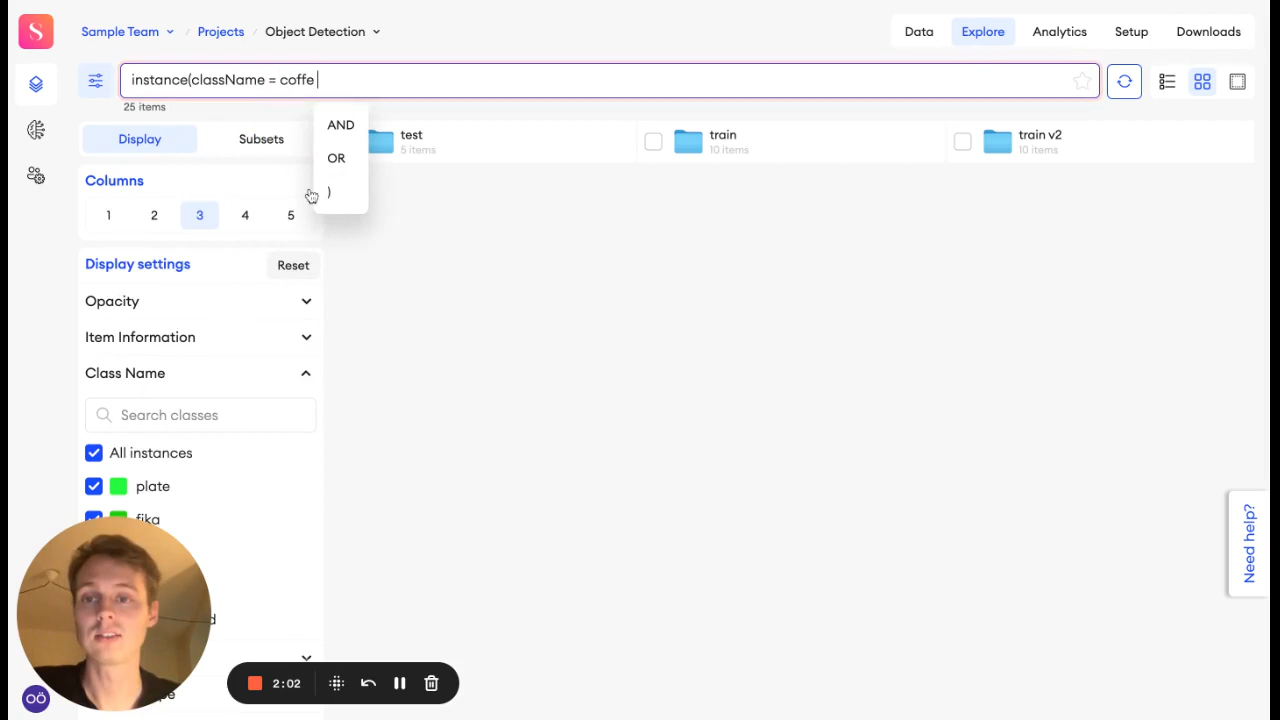 Sample Team / Projects / Object Detection
Data Explore Analytics Setup Downloads
instance(className = coffe
25 items
AND
OR
)
Display Subsets
test
5 items
train
10 items
train v2
10 items
Columns
1 2 3 4 5
Display settings Reset
Opacity
Item Information
Class Name
Search classes
All instances
plate
fika
Need help?
2:02